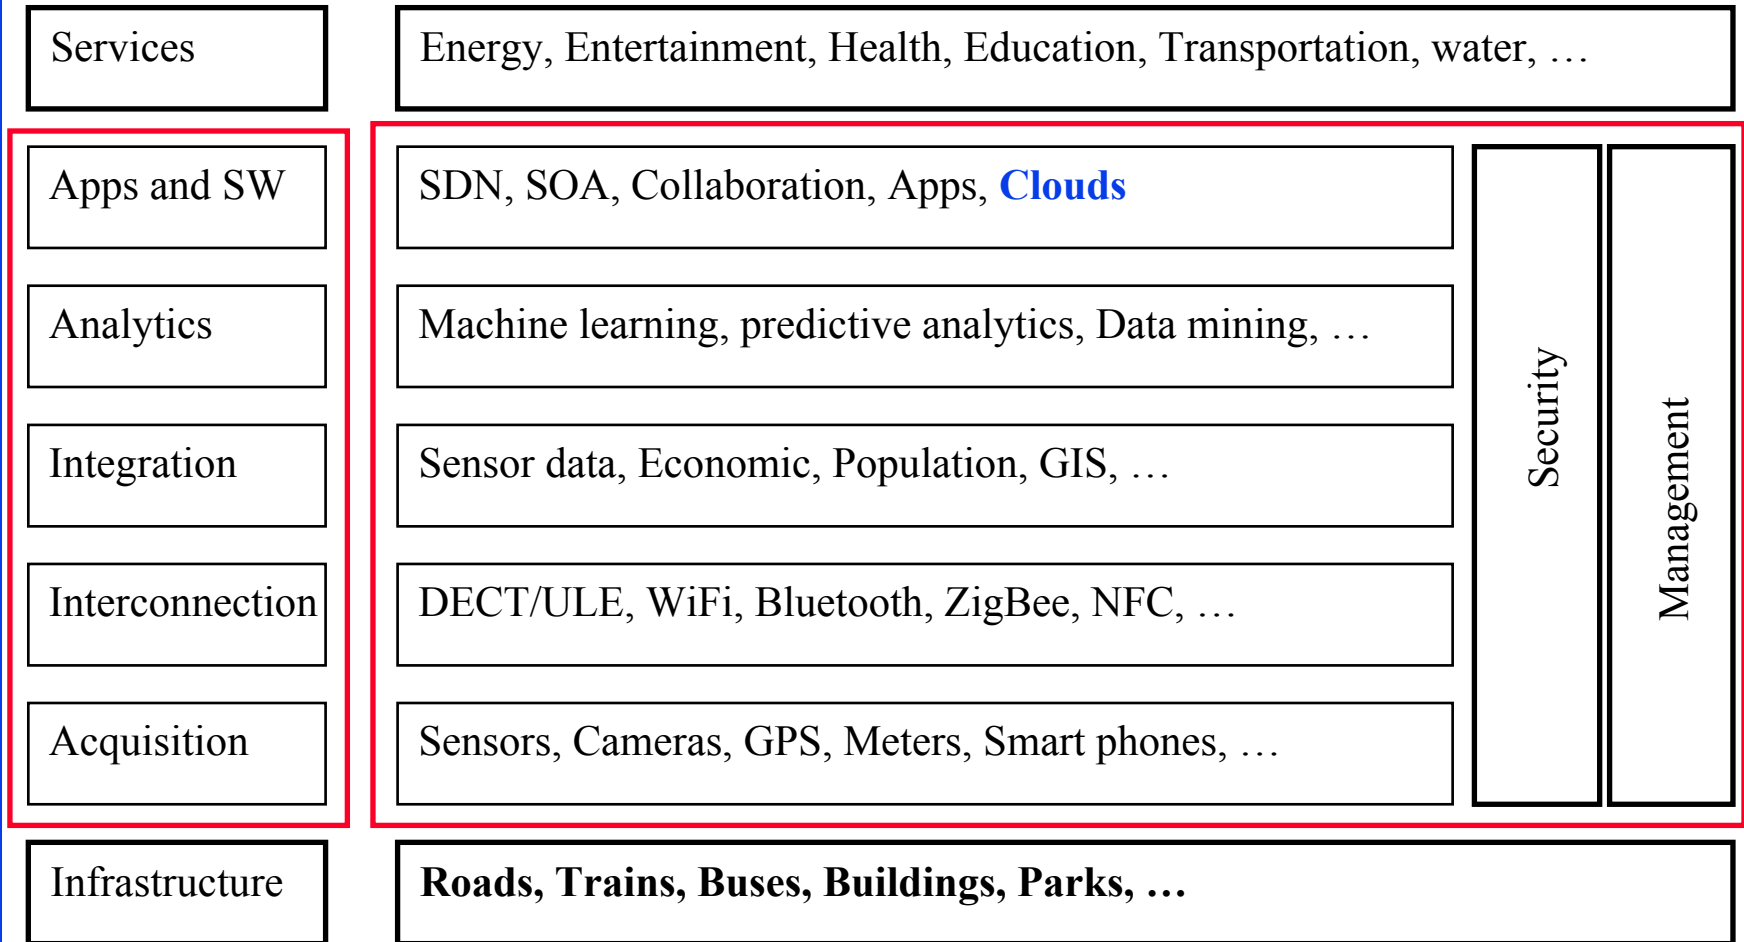 Services
Energy, Entertainment, Health, Education, Transportation, water, …
Apps and SW
SDN, SOA, Collaboration, Apps, Clouds
Analytics
Machine learning, predictive analytics, Data mining, …
Integration
Sensor data, Economic, Population, GIS, …
Interconnection
DECT/ULE, WiFi, Bluetooth, ZigBee, NFC, …
Acquisition
Sensors, Cameras, GPS, Meters, Smart phones, …
Security
Management
Infrastructure
Roads, Trains, Buses, Buildings, Parks, …